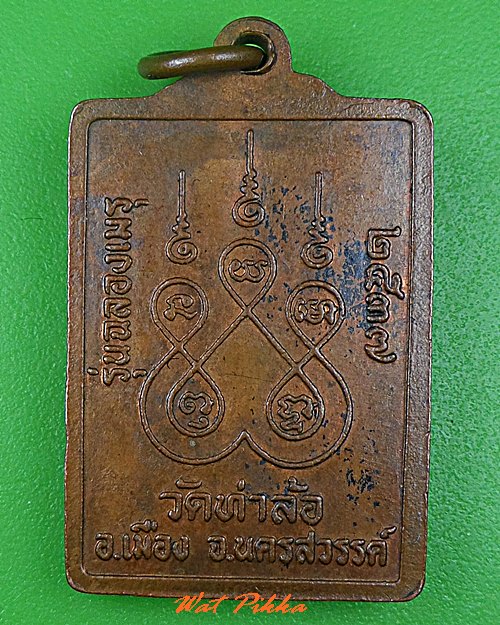 รุ่นฉลองเมรุ
๒๕๓๗
วัดท่าล้อ
อ.เมือง จ.นครสวรรค์
Wat Pikka